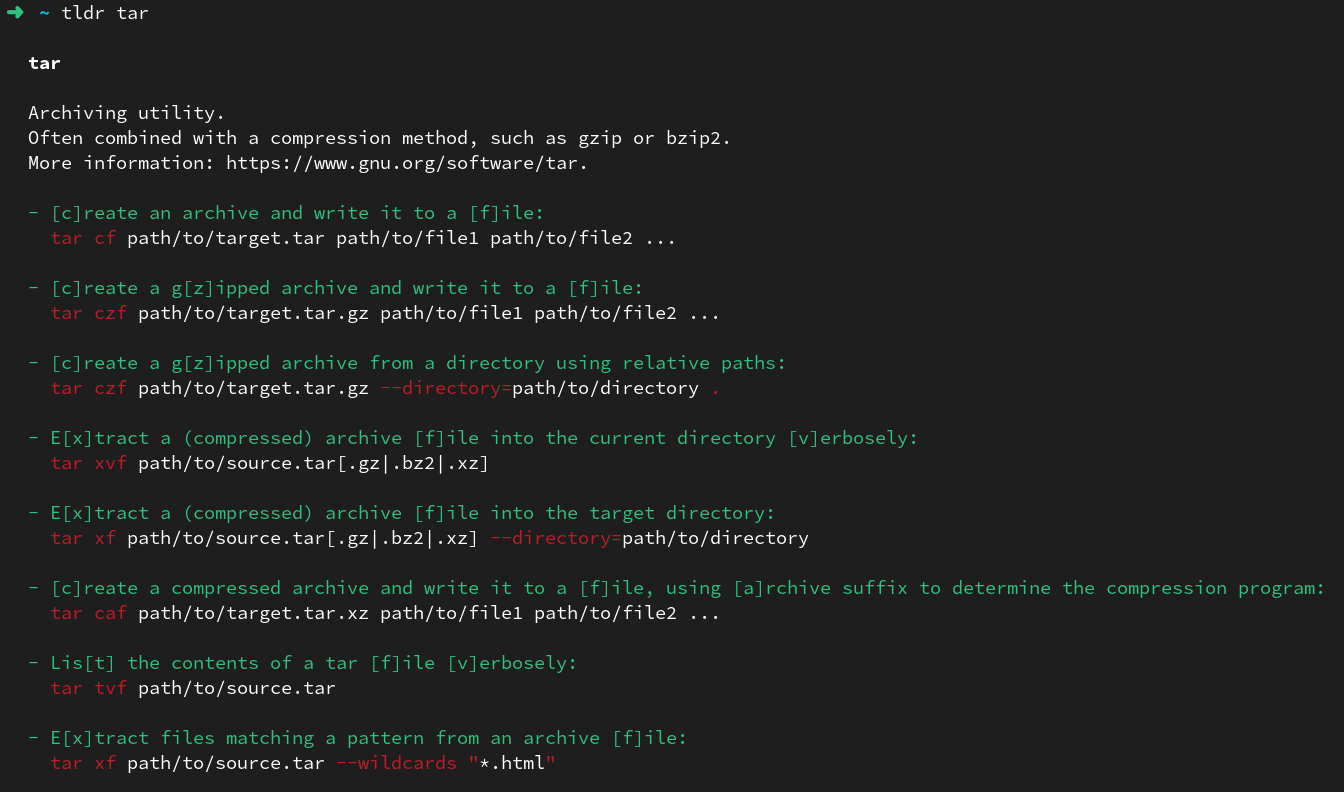 ➜ ~ tldr tar
tar
Archiving utility.
Often combined with a compression method, such as gzip or bzip2.
More information: https://www.gnu.org/software/tar.
- [c]reate an archive and write it to a [f]ile:
tar cf path/to/target.tar path/to/file1 path/to/file2 ...
- [c]reate a g[z]ipped archive and write it to a [f]ile:
tar czf path/to/target.tar.gz path/to/file1 path/to/file2 ...
- [c]reate a g[z]ipped archive from a directory using relative paths:
tar czf path/to/target.tar.gz --directory=path/to/directory .
- E[x]tract a (compressed) archive [f]ile into the current directory [v]erbosely:
tar xvf path/to/source.tar[.gz|.bz2|.xz]
- E[x]tract a (compressed) archive [f]ile into the target directory:
tar xf path/to/source.tar[.gz|.bz2|.xz] --directory=path/to/directory
- [c]reate a compressed archive and write it to a [f]ile, using [a]rchive suffix to determine the compression program:
tar caf path/to/target.tar.xz path/to/file1 path/to/file2 ...
- Lis[t] the contents of a tar [f]ile [v]erbosely:
tar tvf path/to/source.tar
- E[x]tract files matching a pattern from an archive [f]ile:
tar xf path/to/source.tar --wildcards "*.html"